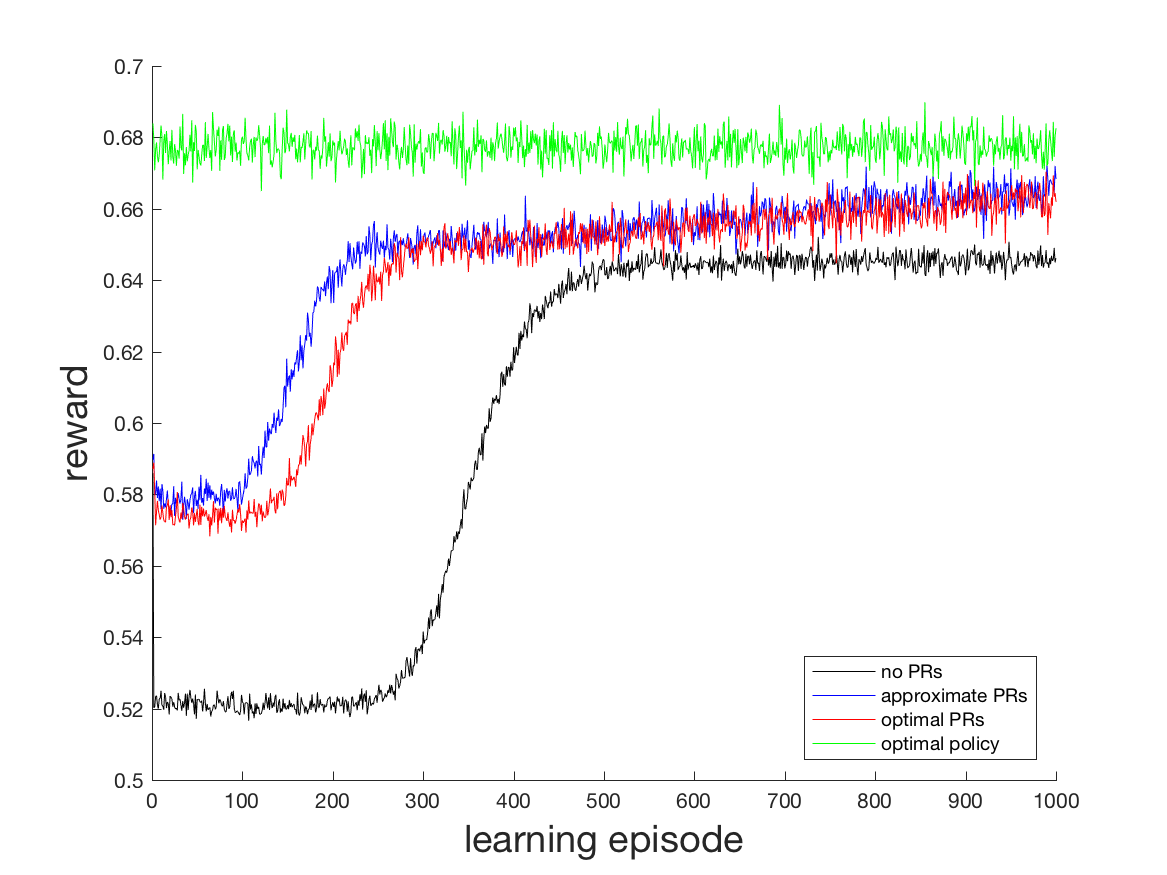 0.7
0.68
0.66
0.64
0.62
0.6
0.58
0.56
0.54
0.52
0.5
reward
no PRs
approximate PRs
optimal PRs
optimal policy
0 100 200 300 400 500 600 700 800 900 1000
learning episode